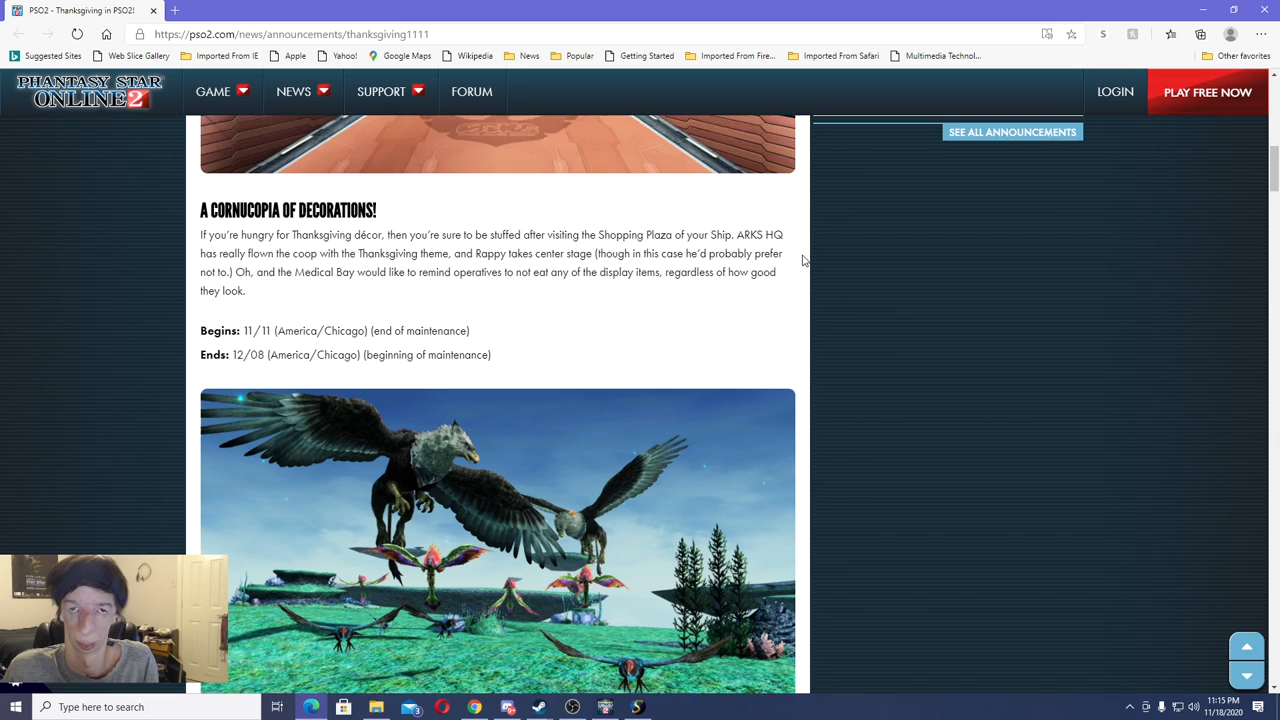 PSO2 - Thanksgiving in PSO2!
https://pso2.com/news/announcements/thanksgiving1111
Suggested Sites
Web Slice Gallery
Imported From IE
Apple
Yahoo!
Google Maps
Wikipedia
News
Popular
Getting Started
Imported From Fire...
Imported From Safari
Multimedia Technol...
Other favorites
PHANTASY STAR
ONLINE 2
GAME
NEWS
SUPPORT
FORUM
LOGIN
PLAY FREE NOW
SEE ALL ANNOUNCEMENTS
A CORNUCOPIA OF DECORATIONS!
If you're hungry for Thanksgiving décor, then you're sure to be stuffed after visiting the Shopping Plaza of your Ship. ARKS HQ
has really flown the coop with the Thanksgiving theme, and Rappy takes center stage (though in this case he'd probably prefer
not to.) Oh, and the Medical Bay would like to remind operatives to not eat any of the display items, regardless of how good
they look.
Begins: 11/11 (America/Chicago) (end of maintenance)
Ends: 12/08 (America/Chicago) (beginning of maintenance)
Type here to search
11:15 PM
11/18/2020